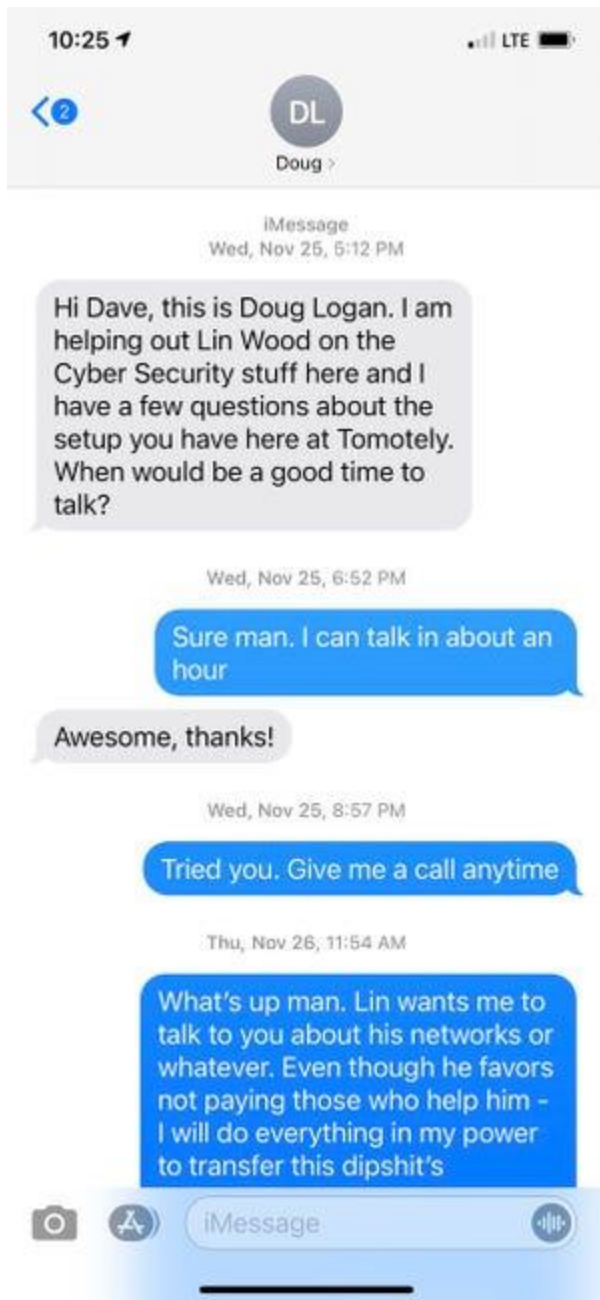 10:25
LTE
2
DL
Doug
iMessage
Wed, Nov 25, 5:12 PM
Hi Dave, this is Doug Logan. I am
helping out Lin Wood on the
Cyber Security stuff here and I
have a few questions about the
setup you have here at Tomotely.
When would be a good time to
talk?
Wed, Nov 25, 6:52 PM
Sure man. I can talk in about an
hour
Awesome, thanks!
Wed, Nov 25, 8:57 PM
Tried you. Give me a call anytime
Thu, Nov 26, 11:54 AM
What's up man. Lin wants me to
talk to you about his networks or
whatever. Even though he favors
not paying those who help him -
I will do everything in my power
to transfer this dipshit's
iMessage